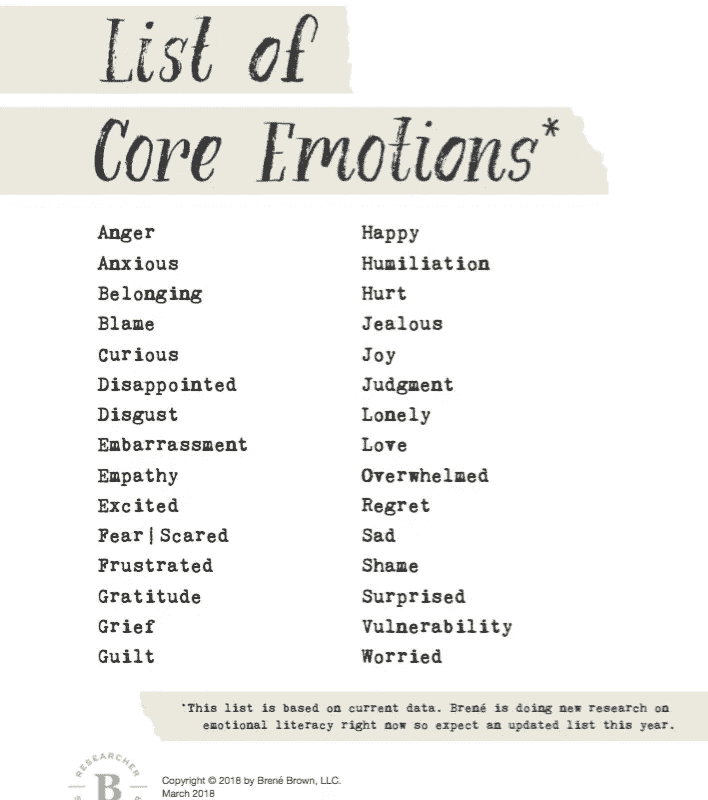 List of
Core Emotions*
Anger
Anxious
Belonging
Blame
Curious
Disappointed
Disgust
Embarrassment
Empathy
Excited
Fear|Scared
Frustrated
Gratitude
Grief
Guilt
Happy
Humiliation
Hurt
Jealous
Joy
Judgment
Lonely
Love
Overwhelmed
Regret
Sad
Shame
Surprised
Vulnerability
Worried
*This list is based on current data. Brené is doing new research on
emotional literacy right now so expect an updated list this year.
RESEARCHER
B
Copyright © 2018 by Brené Brown, LLC.
March 2018